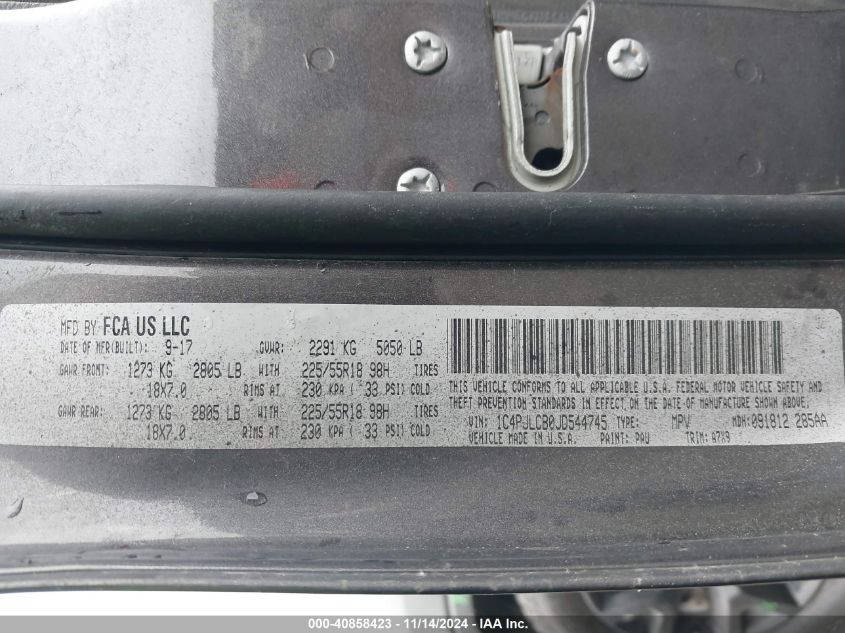 MFD BY FCA US LLC
DATE OF MFR(BUILT): 9-17 GVWR: 2291 KG 5050 LB
GAWR FRONT: 1273 KG 2805 LB WITH 225/55R18 98H TIRES
18X7.0 RIMS AT 230 KPA ( 33 PSI) COLD
GAWR REAR: 1273 KG 2805 LB WITH 225/55R18 98H TIRES
18X7.0 RIMS AT 230 KPA ( 33 PSI) COLD
THIS VEHICLE CONFORMS TO ALL APPLICABLE U.S.A. FEDERAL MOTOR VEHICLE SAFETY AND
THEFT PREVENTION STANDARDS IN EFFECT ON THE DATE OF MANUFACTURE SHOWN ABOVE.
VIN: 1C4PJLCB0JD544745 TYPE: MPV MDH:091812 285AA
VEHICLE MADE IN U.S.A. PAINT: PAU TRIM: A7X9
000-40858423 - 11/14/2024 - IAA Inc.